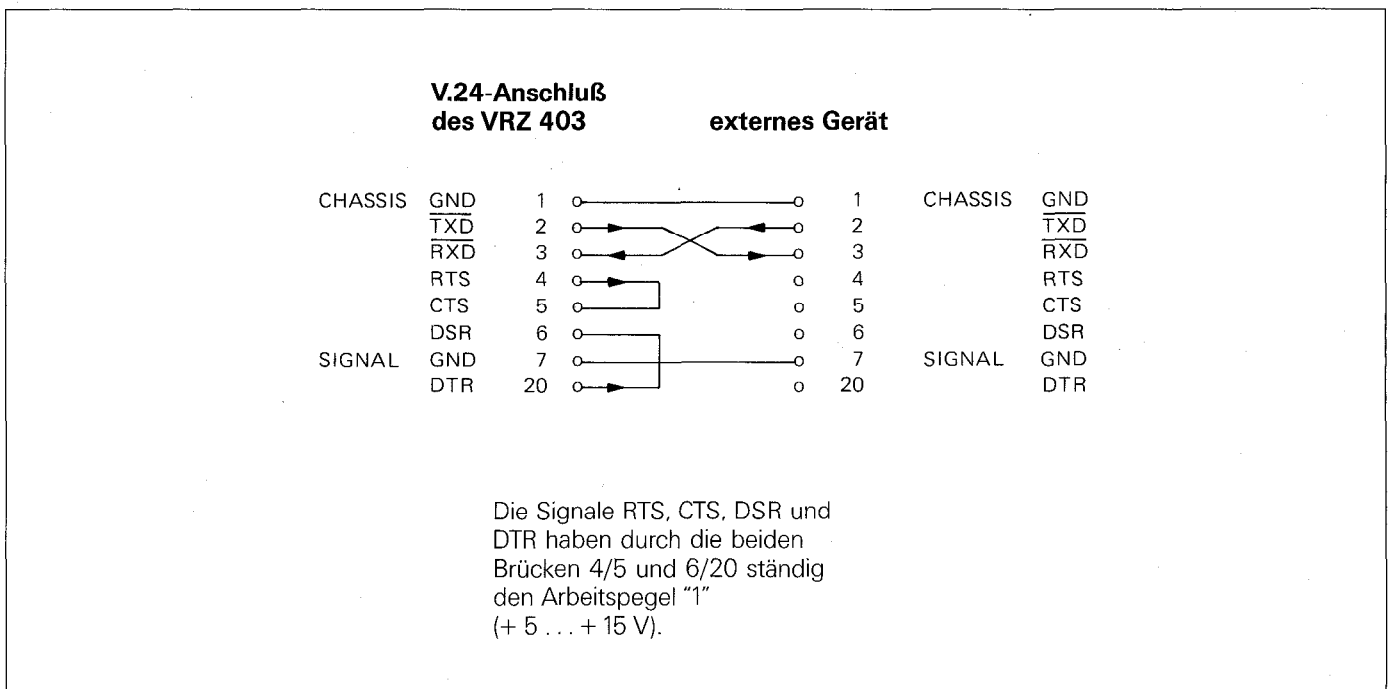 V.24-Anschluß
des VRZ 403 externes Gerät
CHASSIS GND 1 1 CHASSIS GND
TXD 2 2 TXD
RXD 3 3 RXD
RTS 4 4 RTS
CTS 5 5 CTS
DSR 6 6 DSR
SIGNAL GND 7 7 SIGNAL GND
DTR 20 20 DTR
Die Signale RTS, CTS, DSR und
DTR haben durch die beiden
Brücken 4/5 und 6/20 ständig
den Arbeitspegel "1"
(+ 5 . . . + 15 V).